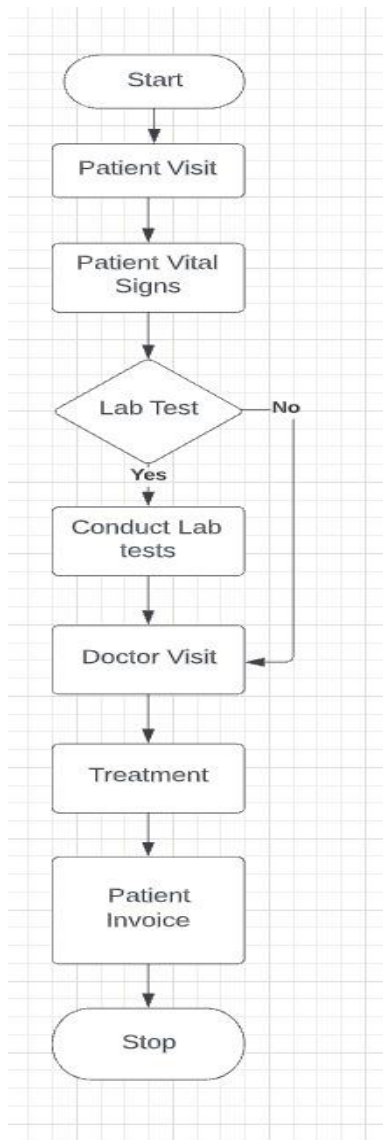 Start
Patient Visit
Patient Vital
Signs
Lab Test
No
Yes
Conduct Lab
tests
Doctor Visit
Treatment
Patient
Invoice
Stop